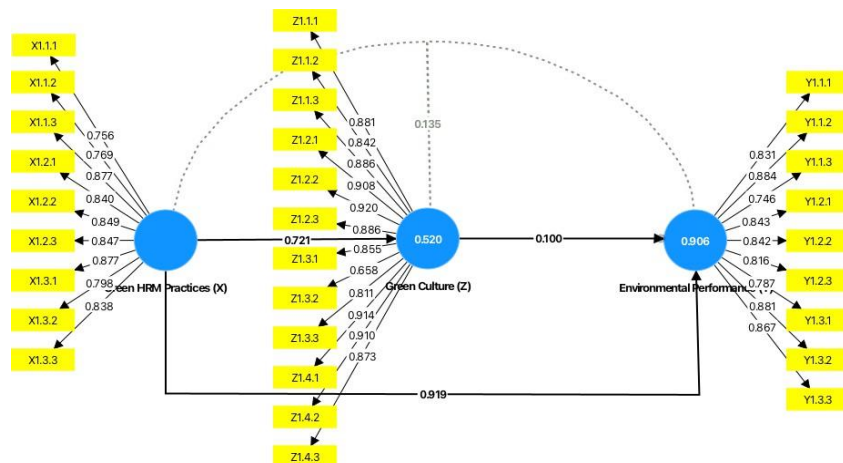 X1.1.1
X1.1.2
X1.1.3
X1.2.1
X1.2.2
X1.2.3
X1.3.1
X1.3.2
X1.3.3
0.756
0.769
0.877
0.840
0.849
0.847
0.877
0.798
0.838
HRM Practices (X)
0.721
Z1.1.1
Z1.1.2
Z1.1.3
Z1.2.1
Z1.2.2
Z1.2.3
Z1.3.1
Z1.3.2
Z1.3.3
Z1.4.1
Z1.4.2
Z1.4.3
0.881
0.842
0.886
0.908
0.920
0.886
0.855
0.658
0.811
0.914
0.910
0.873
0.135
0.520
Green Culture (Z)
0.100
0.919
0.906
Environmental
0.831
0.884
0.746
0.843
0.842
0.816
0.787
0.881
0.867
Y1.1.1
Y1.1.2
Y1.1.3
Y1.2.1
Y1.2.2
Y1.2.3
Y1.3.1
Y1.3.2
Y1.3.3